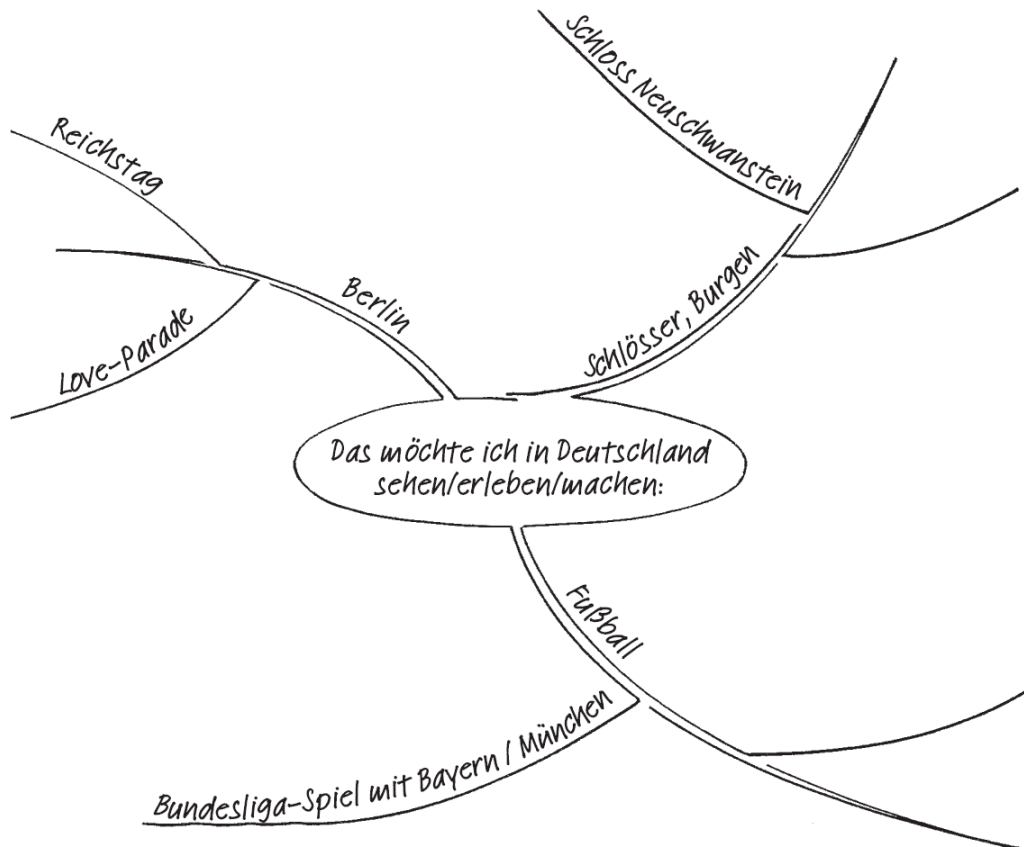 Schloss Neuschwanstein
Reichstag
Schlösser, Burgen
Berlin
Love-Parade
Das möchte ich in Deutschland
sehen/erleben/machen:
Fußball
Bundesliga-Spiel mit Bayern / München